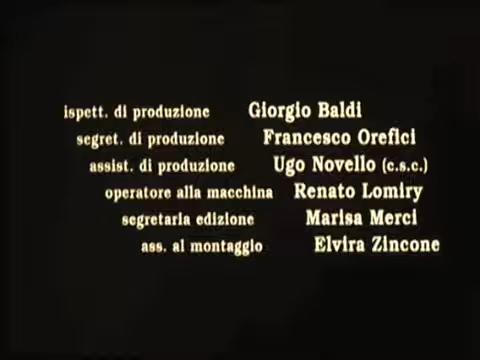 ispett. di produzione Giorgio Baldi
segret. di produzione Francesco Orefici
assist. di produzione Ugo Novello (c.s.c.)
operatore alla macchina Renato Lomiry
segretaria edizione Marisa Merci
ass. al montaggio Elvira Zincone